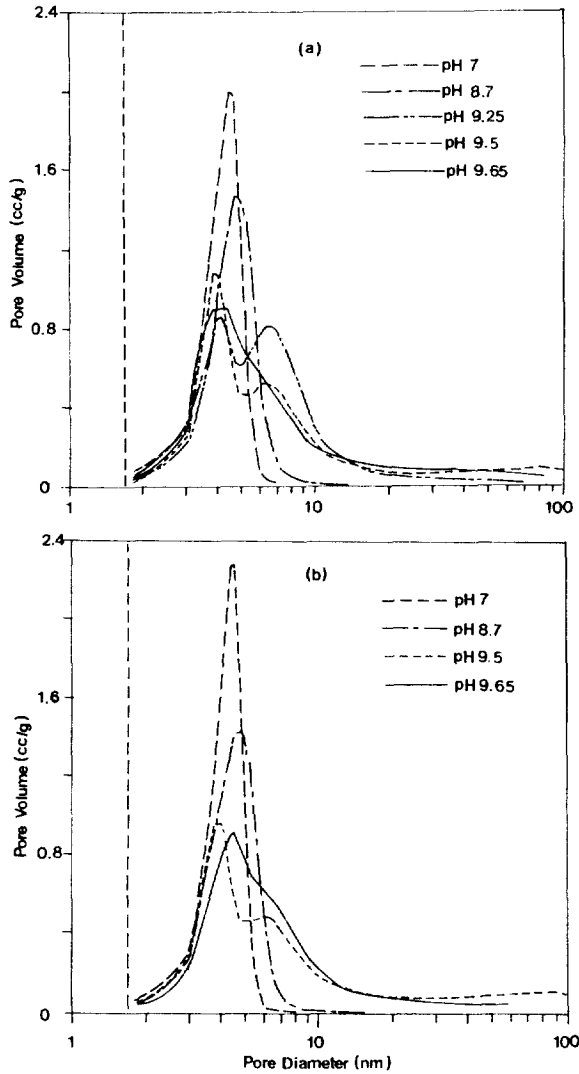 2.4
(a)
pH 7
pH 8.7
pH 9.25
pH 9.5
pH 9.65
1.6
Pore Volume (cc/g)
0.8
0
1
10
100
2.4
(b)
pH 7
pH 8.7
pH 9.5
pH 9.65
1.6
Pore Volume (cc/g)
0.8
0
1
10
100
Pore Diameter (nm)